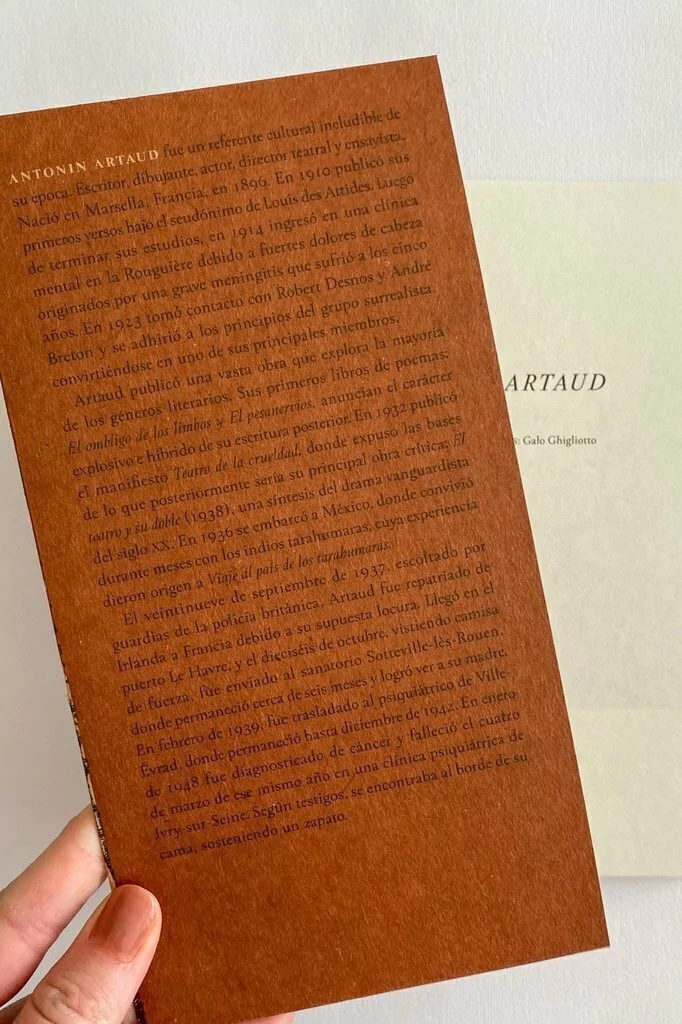 ANTONIN ARTAUD fue un referente cultural ineludible de
su época. Escritor, dibujante, actor, director teatral y ensayista.
Nació en Marsella, Francia, en 1896. En 1910 publicó sus
primeros versos bajo el seudónimo de Louis des Attides. Luego
de terminar sus estudios, en 1914 ingresó en una clínica
mental en la Rouguière debido a fuertes dolores de cabeza
originados por una grave meningitis que sufrió a los cinco
años. En 1923 tomó contacto con Robert Desnos y André
Breton y se adhirió a los principios del grupo surrealista,
convirtiéndose en uno de sus principales miembros.
Artaud publicó una vasta obra que explora la mayoría
de los géneros literarios. Sus primeros libros de poemas:
El ombligo de los limbos y El pesanervios, anuncian el carácter
explosivo e híbrido de su escritura posterior. En 1932 publicó
el manifiesto Teatro de la crueldad, donde expuso las bases
de lo que posteriormente sería su principal obra crítica: El
teatro y su doble (1938), una síntesis del drama vanguardista
del siglo XX. En 1936 se embarcó a México, donde convivió
durante meses con los indios tarahumaras, cuya experiencia
dieron origen a Viaje al país de los tarahumaras.
El veintinueve de septiembre de 1937, escoltado por
guardias de la policía británica, Artaud fue repatriado de
Irlanda a Francia debido a su supuesta locura. Llegó en el
puerto Le Havre, y el dieciséis de octubre, vistiendo camisa
de fuerza, fue enviado al sanatorio Sotteville-lès-Rouen,
donde permaneció cerca de seis meses y logró ver a su madre.
En febrero de 1939, fue trasladado al psiquiátrico de Ville-
Évrad, donde permaneció hasta diciembre de 1942. En enero
de 1948 fue diagnosticado de cáncer y falleció el cuatro
de marzo de ese mismo año en una clínica psiquiátrica de
Ivry-sur-Seine. Según testigos, se encontraba al borde de su
cama, sosteniendo un zapato.
ARTAUD
s: Galo Ghigliotto